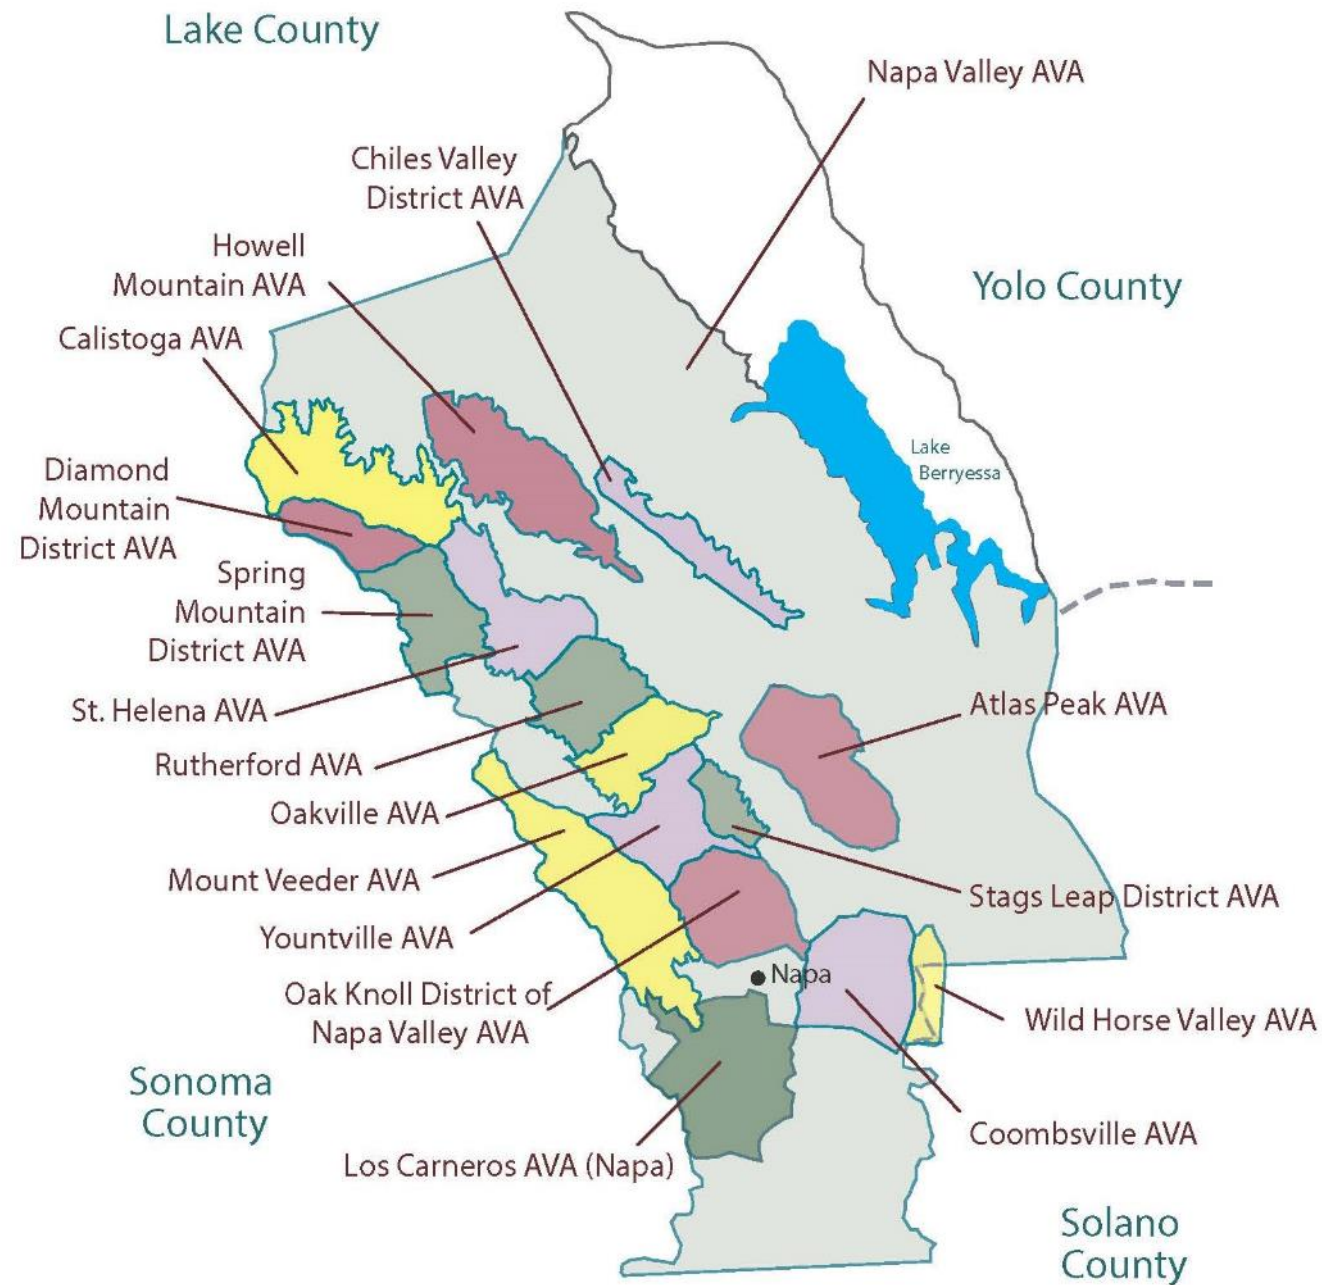 Lake County
Napa Valley AVA
Chiles Valley
District AVA
Howell
Mountain AVA
Yolo County
Calistoga AVA
Lake
Berryessa
Diamond
Mountain
District AVA
Spring
Mountain
District AVA
St. Helena AVA
Atlas Peak AVA
Rutherford AVA
Oakville AVA
Mount Veeder AVA
Stags Leap District AVA
Yountville AVA
Napa
Oak Knoll District of
Napa Valley AVA
Wild Horse Valley AVA
Sonoma
County
Coombsville AVA
Los Carneros AVA (Napa)
Solano
County